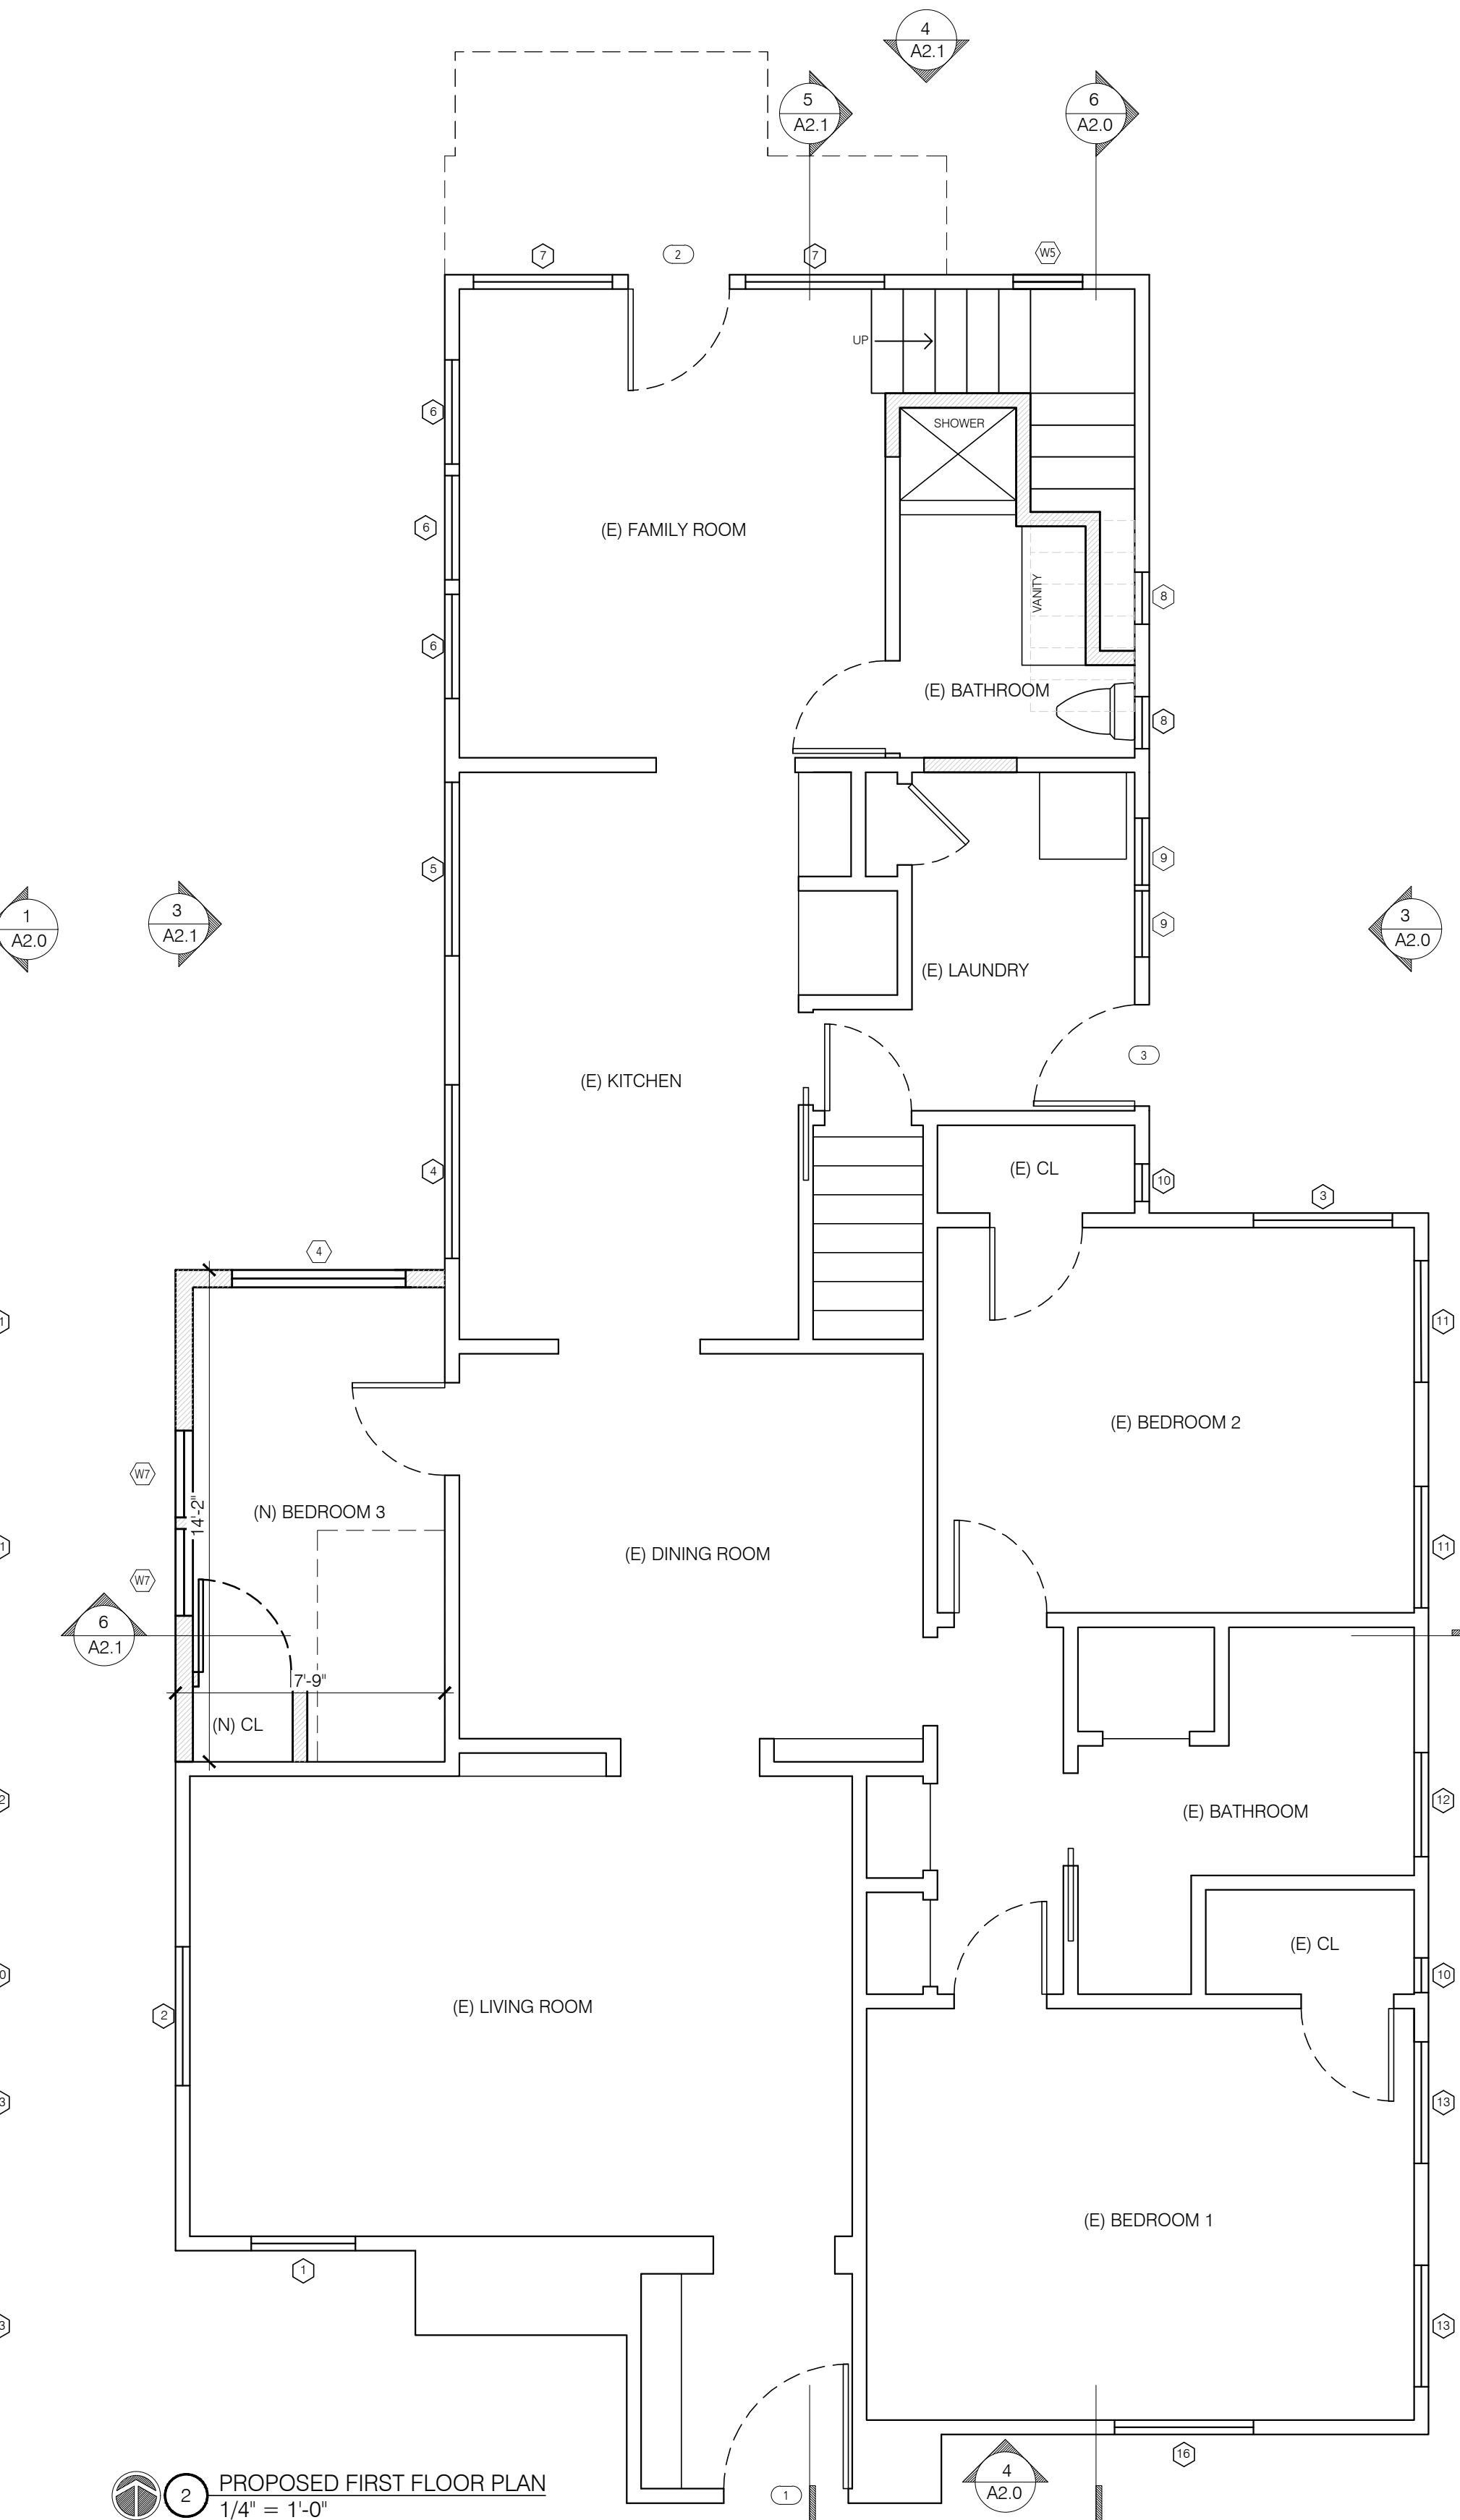 4
A2.1
5
A2.1
6
A2.0
7
2
7
W5
UP
6
SHOWER
6
(E) FAMILY ROOM
VANITY
8
6
(E) BATHROOM
8
5
9
1
A2.0
3
A2.1
9
3
A2.0
(E) LAUNDRY
3
(E) KITCHEN
4
(E) CL
10
3
4
11
(E) BEDROOM 2
W7
14'-2"
(N) BEDROOM 3
(E) DINING ROOM
11
W7
6
A2.1
7'-9"
(N) CL
12
(E) BATHROOM
(E) CL
10
2
(E) LIVING ROOM
13
(E) BEDROOM 1
1
13
16
4
A2.0
1
2
PROPOSED FIRST FLOOR PLAN
1/4" = 1'-0"